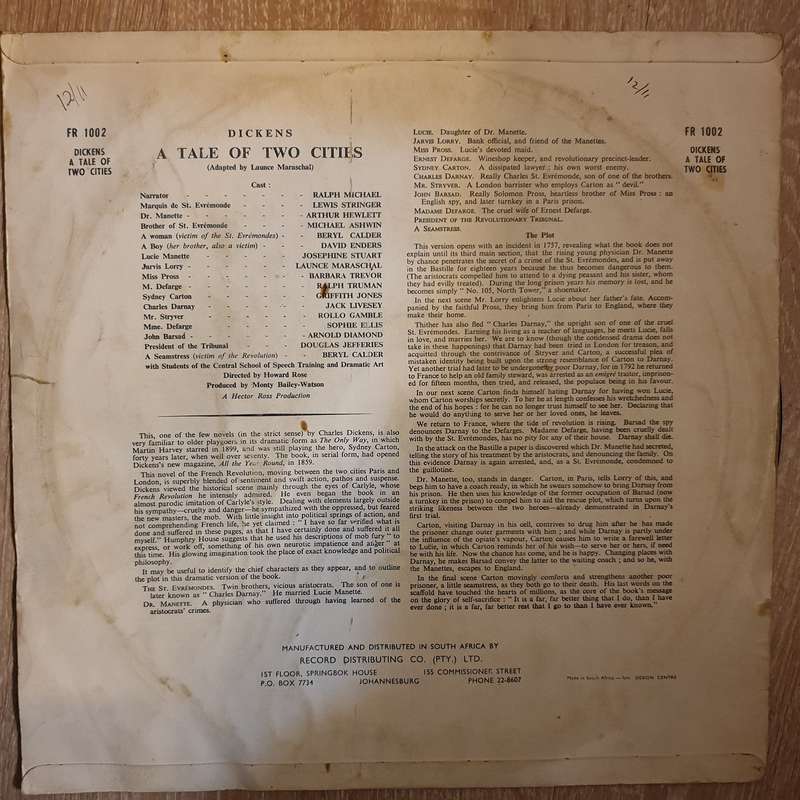 12/11
12/11
FR 1002
DICKENS
A TALE OF
TWO CITIES
DICKENS
A TALE OF TWO CITIES
(Adapted by Launce Maraschal)
Cast :
Narrator - - - - - - RALPH MICHAEL
Marquis de St. Evrémonde - - - - LEWIS STRINGER
Dr. Manette - - - - - - ARTHUR HEWLETT
Brother of St. Evrémonde - - - - MICHAEL ASHWIN
A woman (victim of the St. Evrémondes) - - BERYL CALDER
A Boy (her brother, also a victim) - - - DAVID ENDERS
Lucie Manette - - - - - JOSEPHINE STUART
Jarvis Lorry - - - - - LAUNCE MARASCHAL
Miss Pross - - - - - - BARBARA TREVOR
M. Defarge - - - - - - RALPH TRUMAN
Sydney Carton - - - - - GRIFFITH JONES
Charles Darnay - - - - - JACK LIVESEY
Mr. Stryver - - - - - - ROLLO GAMBLE
Mme. Defarge - - - - - SOPHIE ELLIS
John Barsad - - - - - - ARNOLD DIAMOND
President of the Tribunal - - - - DOUGLAS JEFFERIES
A Seamstress (victim of the Revolution) - - BERYL CALDER
with Students of the Central School of Speech Training and Dramatic Art
Directed by Howard Rose
Produced by Monty Bailey-Watson
A Hector Ross Production
This, one of the few novels (in the strict sense) by Charles Dickens, is also
very familiar to older playgoers in its dramatic form as The Only Way, in which
Martin Harvey starred in 1899, and was still playing the hero, Sydney Carton,
forty years later, when well over seventy. The book, in serial form, had opened
Dickens's new magazine, All the Year Round, in 1859.
This novel of the French Revolution, moving between the two cities Paris and
London, is superbly blended of sentiment and swift action, pathos and suspense.
Dickens viewed the historical scene mainly through the eyes of Carlyle, whose
French Revolution he intensely admired. He even began the book in an
almost parodic imitation of Carlyle's style. Dealing with elements largely outside
his sympathy—cruelty and danger—he sympathized with the oppressed, but feared
the new masters, the mob. With little insight into political springs of action, and
not comprehending French life, he yet claimed : " I have so far verified what is
done and suffered in these pages, as that I have certainly done and suffered it all
myself." Humphry House suggests that he used his descriptions of mob fury " to
express, or work off, something of his own neurotic impatience and anger " at
this time. His glowing imagination took the place of exact knowledge and political
philosophy.
It may be useful to identify the chief characters as they appear, and to outline
the plot in this dramatic version of the book.
THE ST. EVRÉMONDES. Twin brothers, vicious aristocrats. The son of one is
later known as " Charles Darnay." He married Lucie Manette.
DR. MANETTE. A physician who suffered through having learned of the
aristocrats' crimes.
LUCIE. Daughter of Dr. Manette.
JARVIS LORRY. Bank official, and friend of the Manettes.
MISS PROSS. Lucie's devoted maid.
ERNEST DEFARGE. Wineshop keeper, and revolutionary precinct-leader.
SYDNEY CARTON. A dissipated lawyer ; his own worst enemy.
CHARLES DARNAY. Really Charles St. Evrémonde, son of one of the brothers.
MR. STRYVER. A London barrister who employs Carton as " devil."
JOHN BARSAD. Really Solomon Pross, heartless brother of Miss Pross : an
English spy, and later turnkey in a Paris prison.
MADAME DEFARGE. The cruel wife of Ernest Defarge.
PRESIDENT OF THE REVOLUTIONARY TRIBUNAL.
A SEAMSTRESS.
The Plot
This version opens with an incident in 1757, revealing what the book does not
explain until its third main section, that the rising young physician Dr. Manette
by chance penetrates the secret of a crime of the St. Evrémondes, and is put away
in the Bastille for eighteen years because he thus becomes dangerous to them.
(The aristocrats compelled him to attend to a dying peasant and his sister, whom
they had evilly treated). During the long prison years his memory is lost, and he
becomes simply " No. 105, North Tower," a shoemaker.
In the next scene Mr. Lorry enlightens Lucie about her father's fate. Accom-
panied by the faithful Pross, they bring him from Paris to England, where they
make their home.
Thither has also fled " Charles Darnay," the upright son of one of the cruel
St. Evrémondes. Earning his living as a teacher of languages, he meets Lucie, falls
in love, and marries her. We are to know (though the condensed drama does not
take in these happenings) that Darnay had been tried in London for treason, and
acquitted through the contrivance of Stryver and Carton, a successful plea of
mistaken identity being built upon the strong resemblance of Carton to Darnay.
Yet another trial had later to be undergone by poor Darnay, for in 1792 he returned
to France to help an old family steward, was arrested as an emigré traitor, imprison-
ed for fifteen months, then tried, and released, the populace being in his favour.
In our next scene Carton finds himself hating Darnay for having won Lucie,
whom Carton worships secretly. To her he at length confesses his wretchedness and
the end of his hopes : for he can no longer trust himself to see her. Declaring that
he would do anything to serve her or her loved ones, he leaves.
We return to France, where the tide of revolution is rising. Barsad the spy
denounces Darnay to the Defarges. Madame Defarge, having been cruelly dealt
with by the St. Evrémondes, has no pity for any of their house. Darnay shall die.
In the attack on the Bastille a paper is discovered which Dr. Manette had secreted,
telling the story of his treatment by the aristocrats, and denouncing the family. On
this evidence Darnay is again arrested, and, as a St. Evrémonde, condemned to
the guillotine.
Dr. Manette, too, stands in danger. Carton, in Paris, tells Lorry of this, and
begs him to have a coach ready, in which he swears somehow to bring Darnay from
his prison. He then uses his knowledge of the former occupation of Barsad (now
a turnkey in the prison) to compel him to aid the rescue plot, which turns upon the
striking likeness between the two heroes—already demonstrated in Darnay's
first trial.
Carton, visiting Darnay in his cell, contrives to drug him after he has made
the prisoner change outer garments with him ; and while Darnay is partly under
the influence of the opiate's vapour, Carton causes him to write a farewell letter
to Lucie, in which Carton reminds her of his wish—to serve her or hers, if need
be with his life. Now the chance has come, and he is happy. Changing places with
Darnay, he makes Barsad convey the latter to the waiting coach ; and so he, with
the Manettes, escapes to England.
In the final scene Carton movingly comforts and strengthens another poor
prisoner, a little seamstress, as they both go to their death. His last words on the
scaffold have touched the hearts of millions, as the core of the book's message
on the glory of self-sacrifice : " It is a far, far better thing that I do, than I have
ever done ; it is a far, far better rest that I go to than I have ever known."
FR 1002
DICKENS
A TALE OF
TWO CITIES
MANUFACTURED AND DISTRIBUTED IN SOUTH AFRICA BY
RECORD DISTRIBUTING CO. (PTY.) LTD.
1ST FLOOR, SPRINGBOK HOUSE 155 COMMISSIONER STREET
P.O. BOX 7734 JOHANNESBURG PHONE 22-8607
Made in South Africa — DESIGN CENTRE